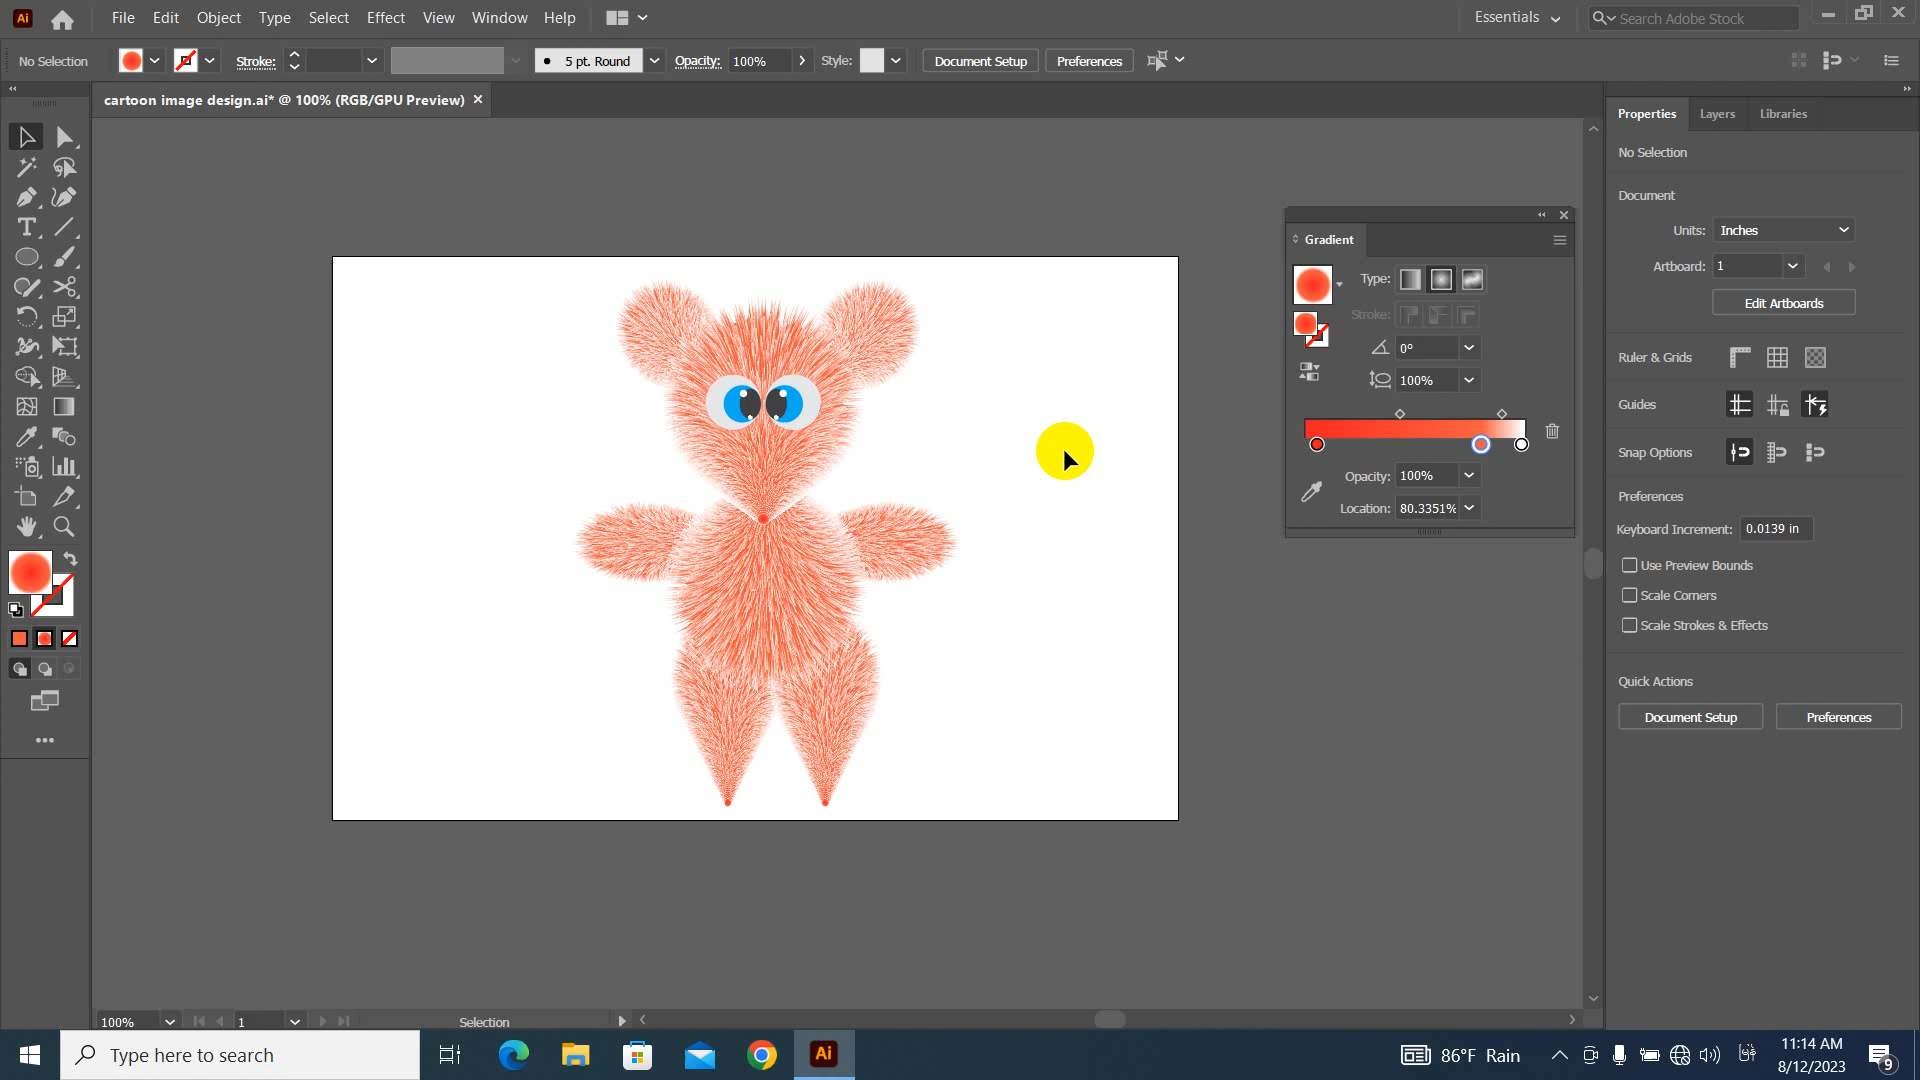 Ai File Edit Object Type Select Effect View Window Help Essentials Search Adobe Stock
No Selection Stroke: 5 pt. Round Opacity: 100% Style: Document Setup Preferences
cartoon image design.ai* @ 100% (RGB/GPU Preview)
Properties Layers Libraries
No Selection
Document
Units: Inches
Artboard: 1
Edit Artboards
Ruler & Grids
Guides
Snap Options
Preferences
Keyboard Increment: 0.0139 in
Use Preview Bounds
Scale Corners
Scale Strokes & Effects
Quick Actions
Document Setup Preferences
Gradient
Type:
Stroke:
0°
100%
Opacity: 100%
Location: 80.3351%
100% 1 Selection
Type here to search
Ai
86°F Rain
11:14 AM
8/12/2023
9